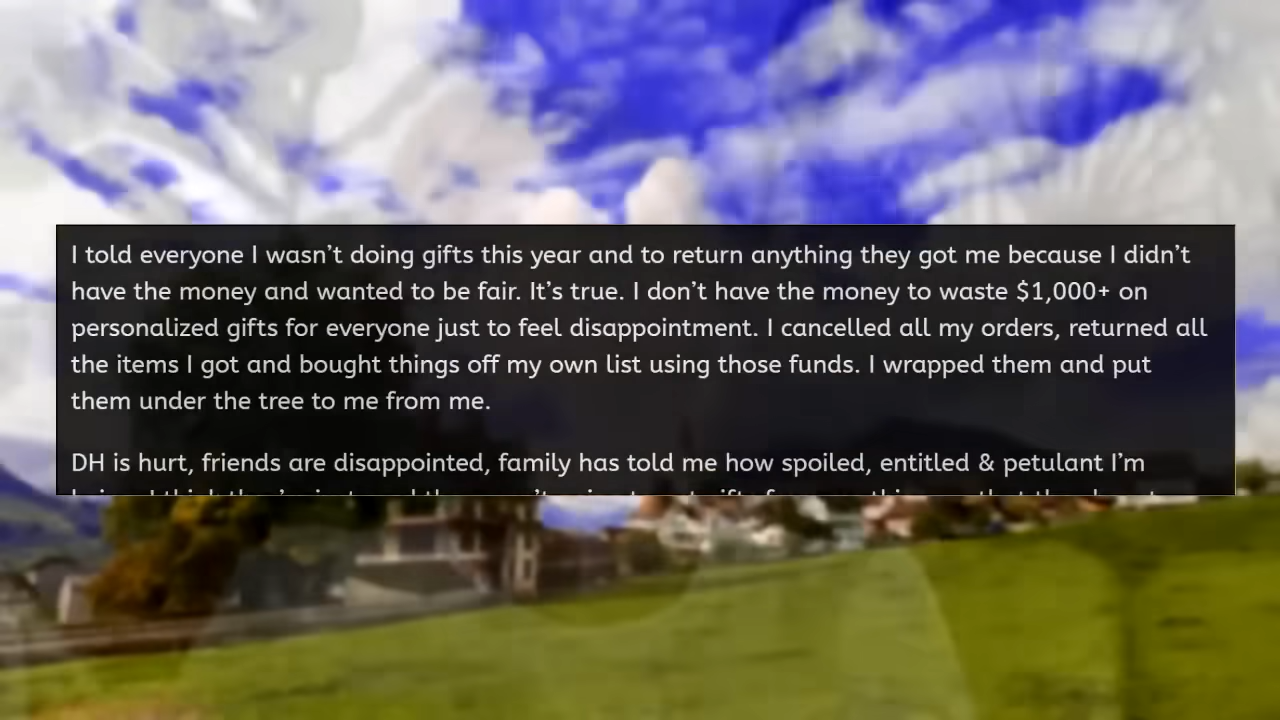 I told everyone I wasn’t doing gifts this year and to return anything they got me because I didn’t
have the money and wanted to be fair. It’s true. I don’t have the money to waste $1,000+ on
personalized gifts for everyone just to feel disappointment. I cancelled all my orders, returned all
the items I got and bought things off my own list using those funds. I wrapped them and put
them under the tree to me from me.
DH is hurt, friends are disappointed, family has told me how spoiled, entitled & petulant I’m